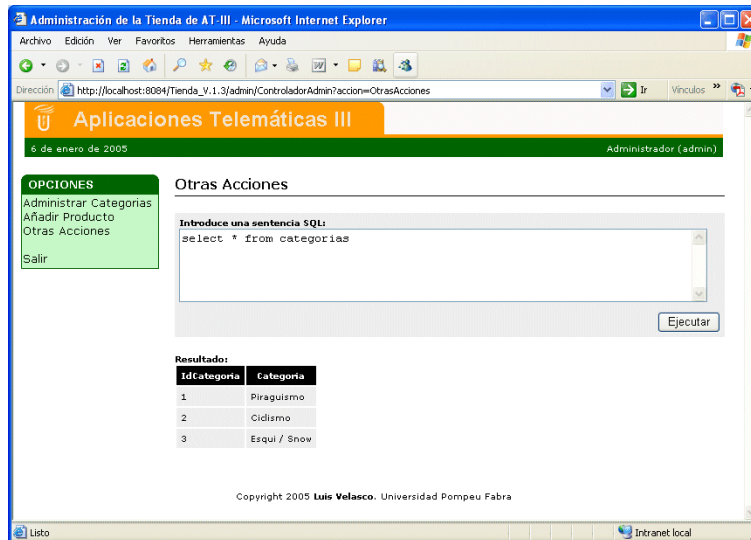 Administración de la Tienda de AT-III - Microsoft Internet Explorer
Archivo Edición Ver Favoritos Herramientas Ayuda
Dirección http://localhost:8084/Tienda_V.1.3/admin/ControladorAdmin?accion=OtrasAcciones Ir Vínculos »
Aplicaciones Telemáticas III
6 de enero de 2005 Administrador (admin)
OPCIONES
Administrar Categorias
Añadir Producto
Otras Acciones
Salir
Otras Acciones
Introduce una sentencia SQL:
select * from categorias
Ejecutar
Resultado:
IdCategoria Categoria
1 Piraguismo
2 Ciclismo
3 Esqui / Snow
Copyright 2005 Luis Velasco. Universidad Pompeu Fabra
Listo Intranet local